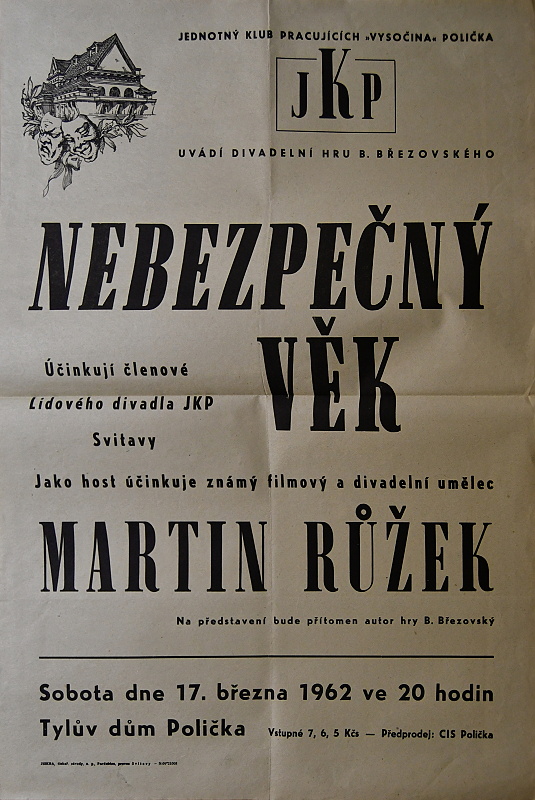 JEDNOTNÝ KLUB PRACUJÍCÍCH »VYSOČINA« POLIČKA
JKP
UVÁDÍ DIVADELNÍ HRU B. BŘEZOVSKÉHO
NEBEZPEČNÝ
VĚK
Účinkují členové
Lidového divadla JKP
Svitavy
Jako host účinkuje známý filmový a divadelní umělec
MARTIN RŮŽEK
Na představení bude přítomen autor hry B. Březovský
Sobota dne 17. března 1962 ve 20 hodin
Tylův dům Polička Vstupné 7, 6, 5 Kčs — Předprodej: CIS Polička
Svitavy